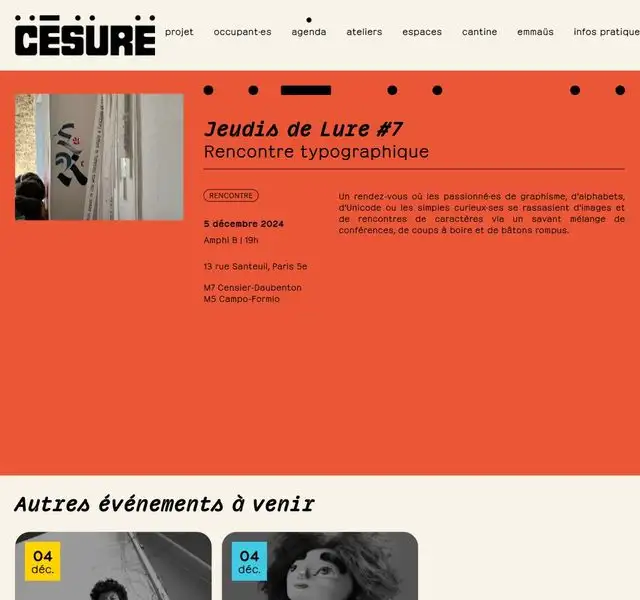 CÉSURE
projet
occupant·es
agenda
ateliers
espaces
cantine
emmaüs
infos pratique
Jeudis de Lure #7
Rencontre typographique
RENCONTRE
5 décembre 2024
Amphi B | 19h
13 rue Santeuil, Paris 5e
M7 Censier-Daubenton
M5 Campo-Formio
Un rendez-vous où les passionné·es de graphisme, d'alphabets,
d'Unicode ou les simples curieux·ses se rassasient d'images et
de rencontres de caractères via un savant mélange de
conférences, de coups à boire et de bâtons rompus.
Autres événements à venir
04
déc.
04
déc.